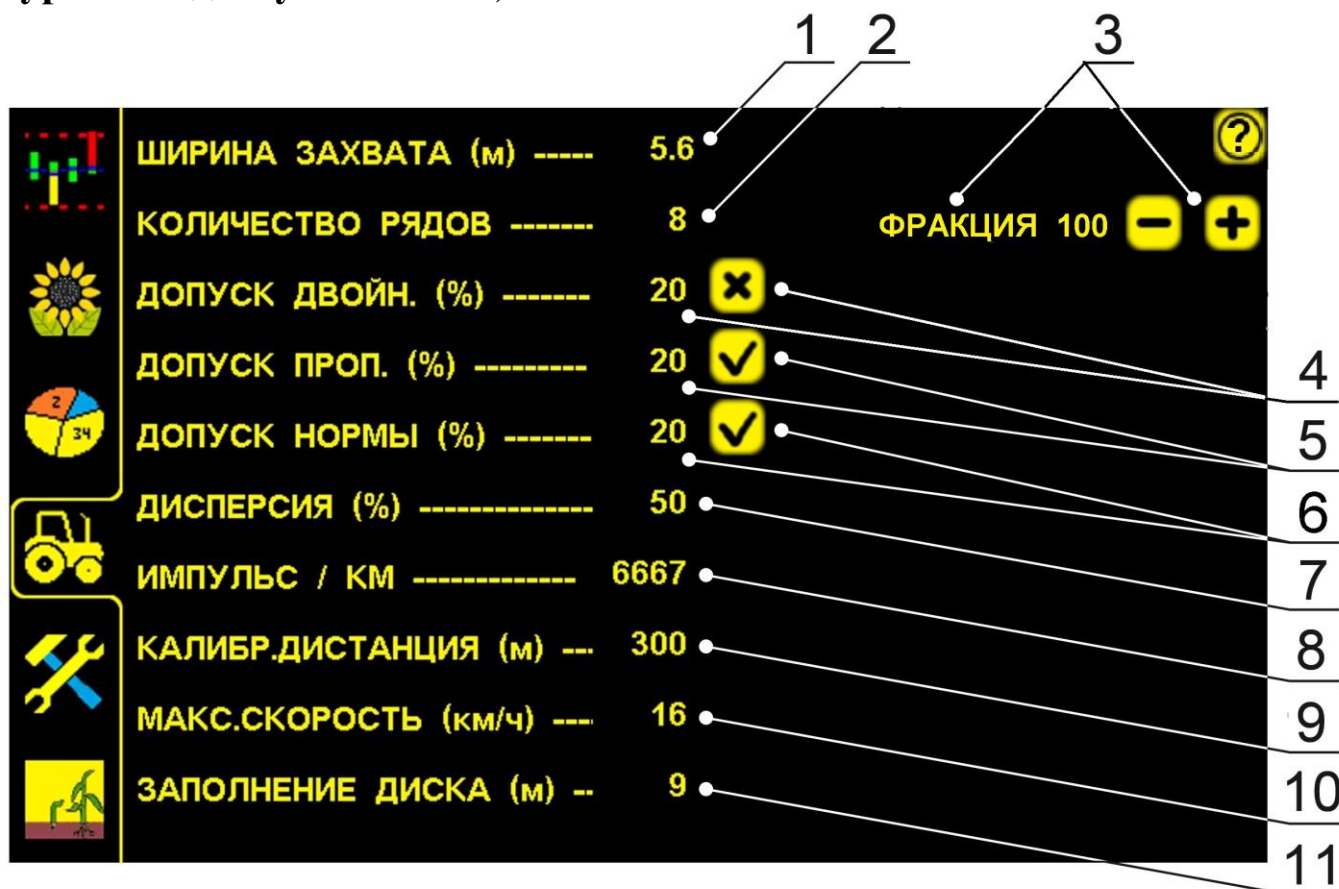 1 2 3
ШИРИНА ЗАХВАТА (м) ----- 5.6 ?
КОЛИЧЕСТВО РЯДОВ ------- 8 ФРАКЦИЯ 100 - +
ДОПУСК ДВОЙН. (%) ------- 20
ДОПУСК ПРОП. (%) --------- 20
ДОПУСК НОРМЫ (%) ------- 20
ДИСПЕРСИЯ (%) -------------- 50
ИМПУЛЬС / КМ ------------- 6667
КАЛИБР.ДИСТАНЦИЯ (м) --- 300
МАКС.СКОРОСТЬ (км/ч) ---- 16
ЗАПОЛНЕНИЕ ДИСКА (м) -- 9
2
34
4
5
6
7
8
9
10
11